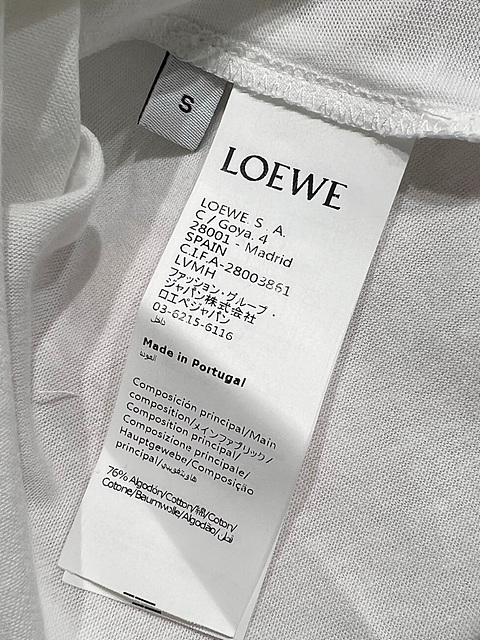 S
LOEWE
LOEWE. S. A.
C / Goya, 4
28001 - Madrid
SPAIN
C.I.F.A-28003861
LVMH
ファッション・グループ・
ジャパン株式会社
ロエベジャパン
03-6215-6116
Made in Portugal
Composición principal/Main
composition/メインファブリック/
Composition principal/
Composizione principale/
Hauptgewebe/Composição
principal/
76% Algodón/Cotton/綿/Coton/
Cotone/Baumwolle/Algodão/